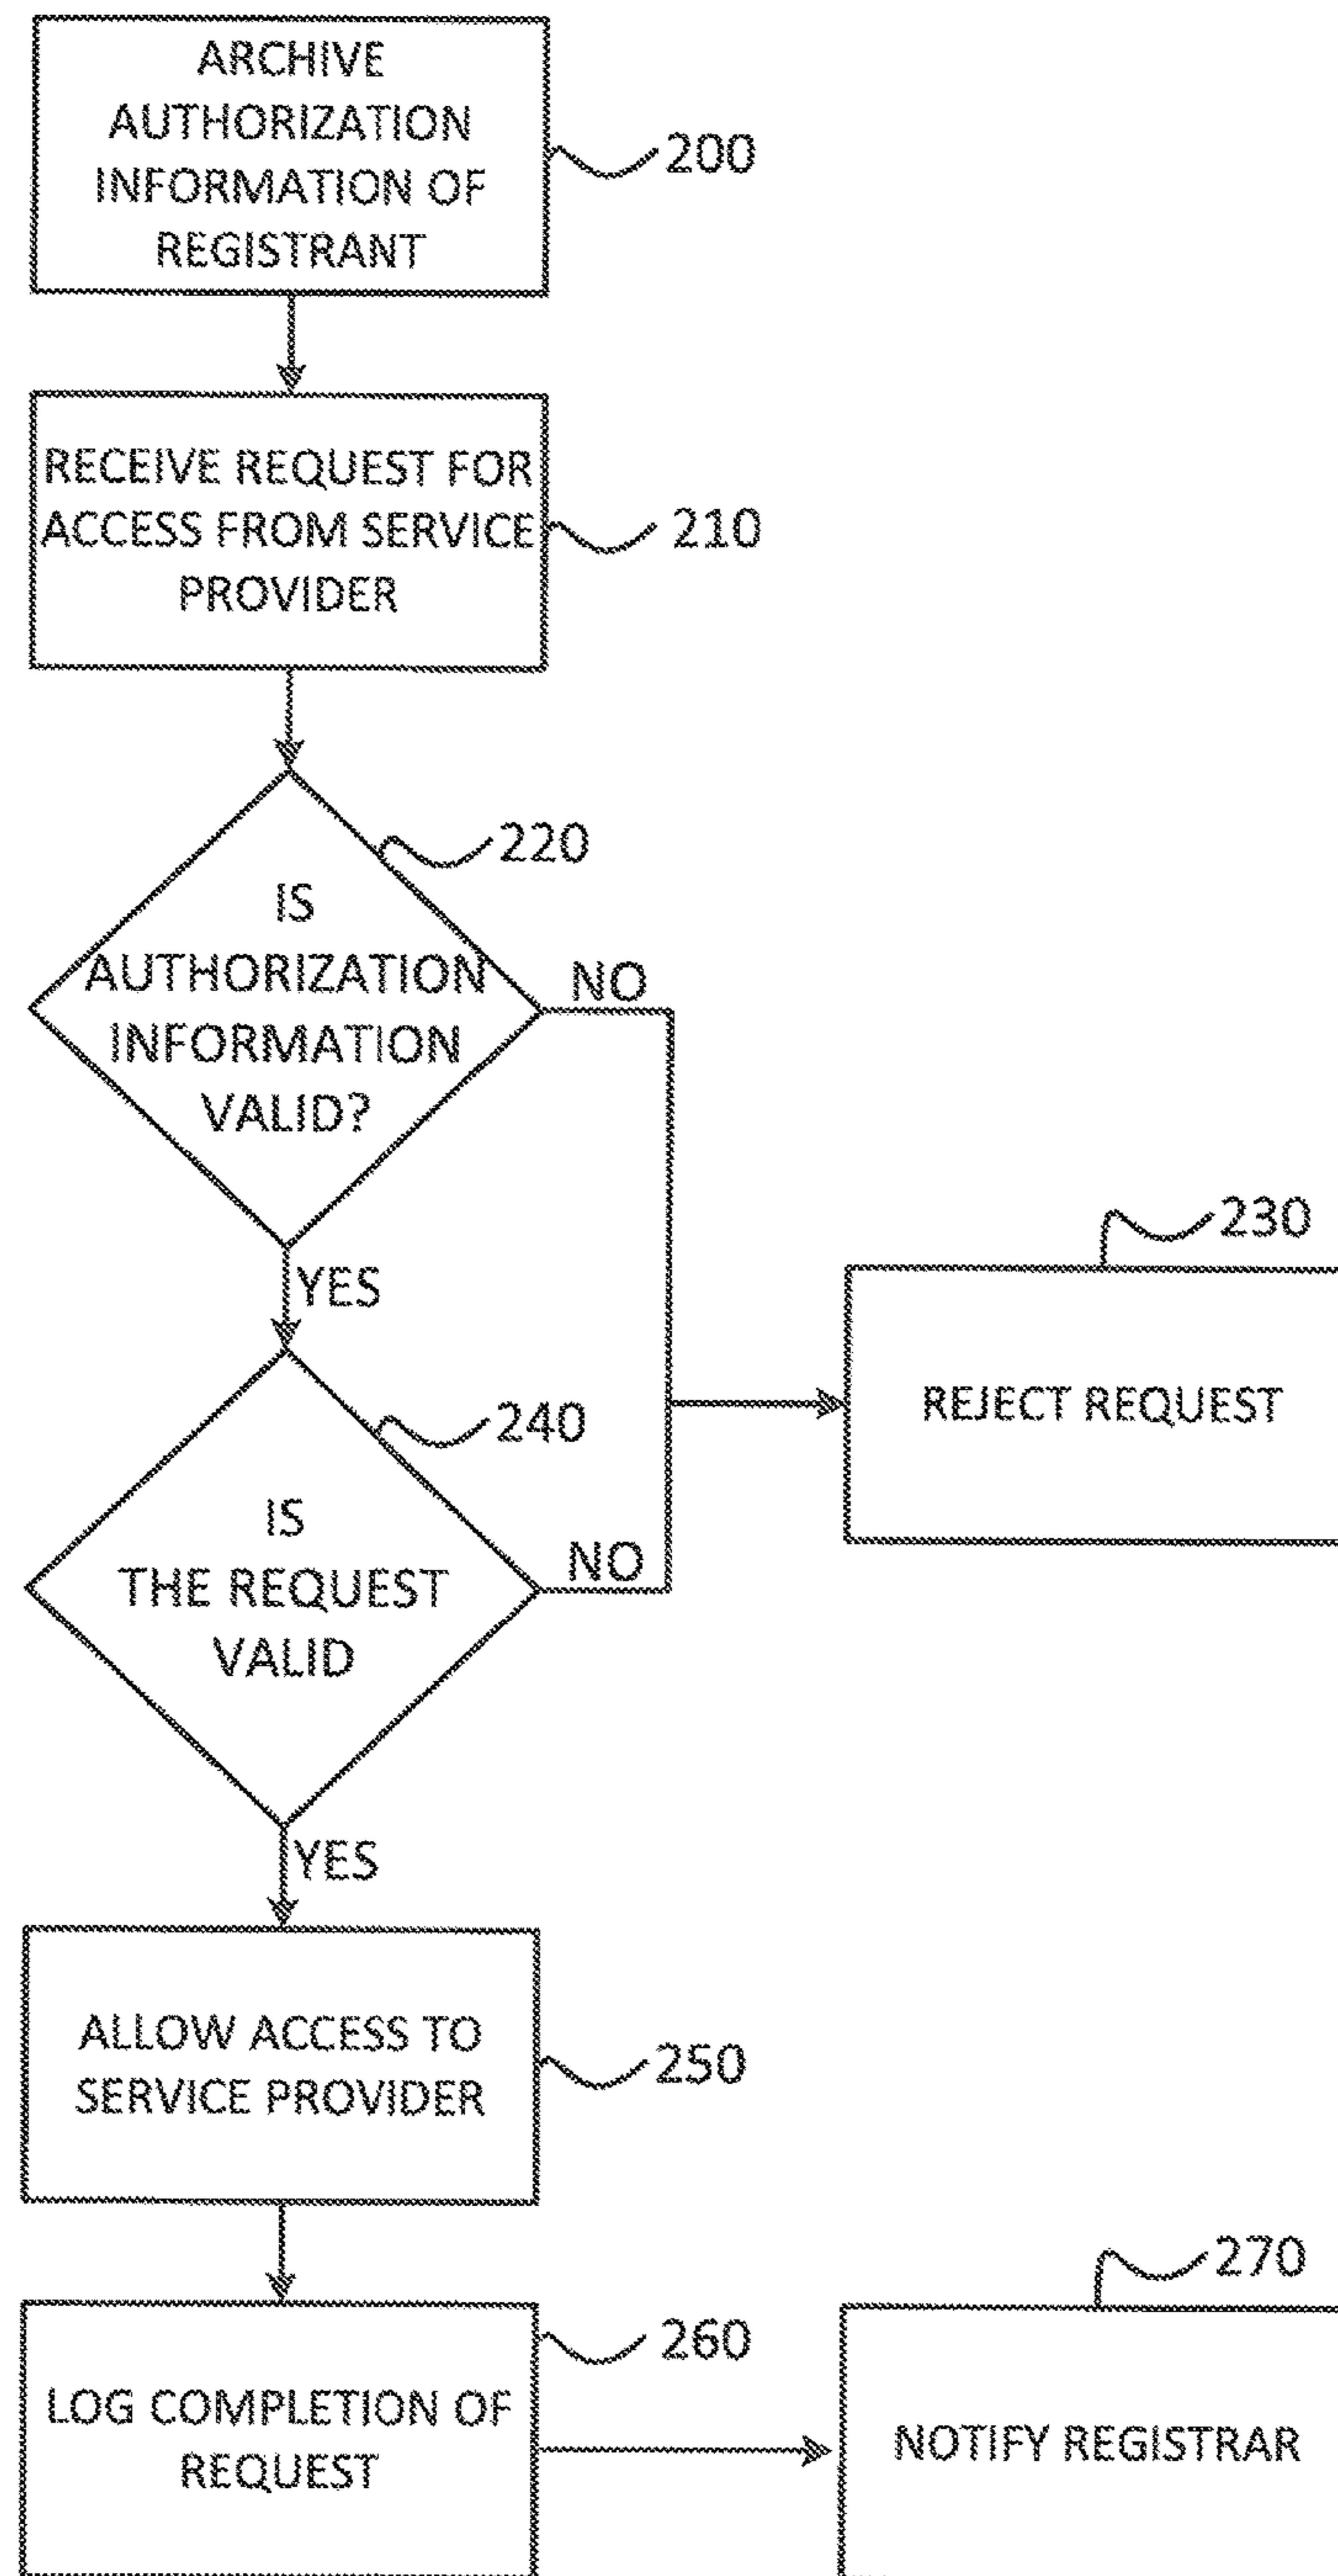 ARCHIVE
AUTHORIZATION
INFORMATION OF
REGISTRANT
200
RECEIVE REQUEST FOR
ACCESS FROM SERVICE
PROVIDER
210
220
IS
AUTHORIZATION
INFORMATION
VALID?
NO
YES
230
REJECT REQUEST
240
IS
THE REQUEST
VALID
NO
YES
ALLOW ACCESS TO
SERVICE PROVIDER
250
LOG COMPLETION OF
REQUEST
260
270
NOTIFY REGISTRAR